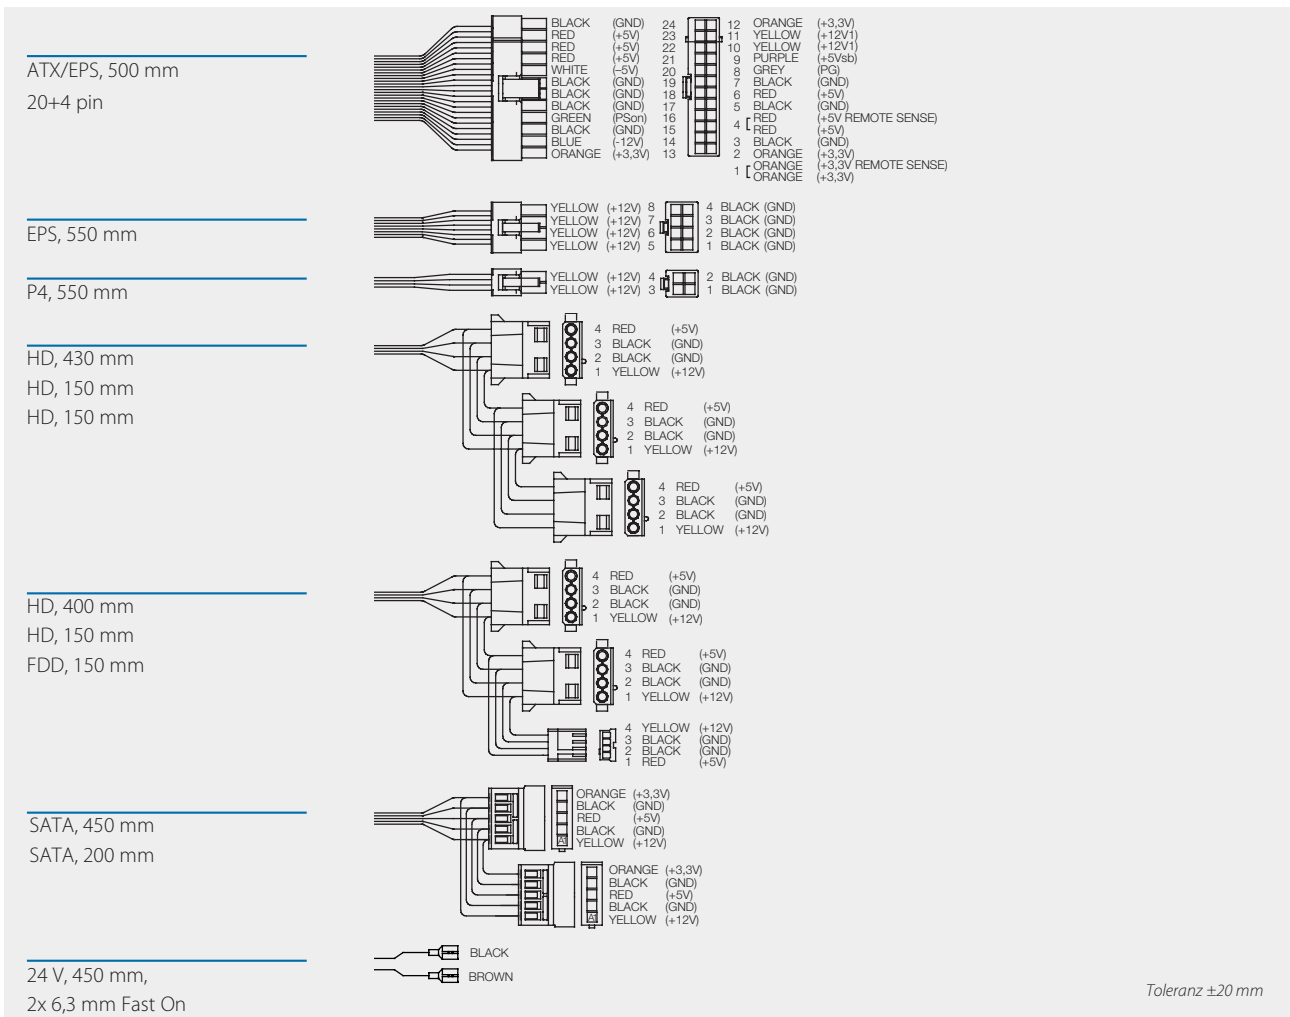 ATX/EPS, 500 mm
20+4 pin
BLACK (GND) 24
RED (+5V) 23
RED (+5V) 22
RED (+5V) 21
WHITE (–5V) 20
BLACK (GND) 19
BLACK (GND) 18
BLACK (GND) 17
GREEN (PSon) 16
BLACK (GND) 15
BLUE (-12V) 14
ORANGE (+3,3V) 13
12 ORANGE (+3,3V)
11 YELLOW (+12V1)
10 YELLOW (+12V1)
9 PURPLE (+5Vsb)
8 GREY (PG)
7 BLACK (GND)
6 RED (+5V)
5 BLACK (GND)
4 RED (+5V REMOTE SENSE)
RED (+5V)
3 BLACK (GND)
2 ORANGE (+3,3V)
1 ORANGE (+3,3V REMOTE SENSE)
ORANGE (+3,3V)
EPS, 550 mm
YELLOW (+12V) 8 4 BLACK (GND)
YELLOW (+12V) 7 3 BLACK (GND)
YELLOW (+12V) 6 2 BLACK (GND)
YELLOW (+12V) 5 1 BLACK (GND)
P4, 550 mm
YELLOW (+12V) 4 2 BLACK (GND)
YELLOW (+12V) 3 1 BLACK (GND)
HD, 430 mm
HD, 150 mm
HD, 150 mm
4 RED (+5V)
3 BLACK (GND)
2 BLACK (GND)
1 YELLOW (+12V)
4 RED (+5V)
3 BLACK (GND)
2 BLACK (GND)
1 YELLOW (+12V)
4 RED (+5V)
3 BLACK (GND)
2 BLACK (GND)
1 YELLOW (+12V)
HD, 400 mm
HD, 150 mm
FDD, 150 mm
4 RED (+5V)
3 BLACK (GND)
2 BLACK (GND)
1 YELLOW (+12V)
4 RED (+5V)
3 BLACK (GND)
2 BLACK (GND)
1 YELLOW (+12V)
4 YELLOW (+12V)
3 BLACK (GND)
2 BLACK (GND)
1 RED (+5V)
SATA, 450 mm
SATA, 200 mm
ORANGE (+3,3V)
BLACK (GND)
RED (+5V)
BLACK (GND)
A1 YELLOW (+12V)
ORANGE (+3,3V)
BLACK (GND)
RED (+5V)
BLACK (GND)
A1 YELLOW (+12V)
24 V, 450 mm,
2x 6,3 mm Fast On
BLACK
BROWN
Toleranz ±20 mm